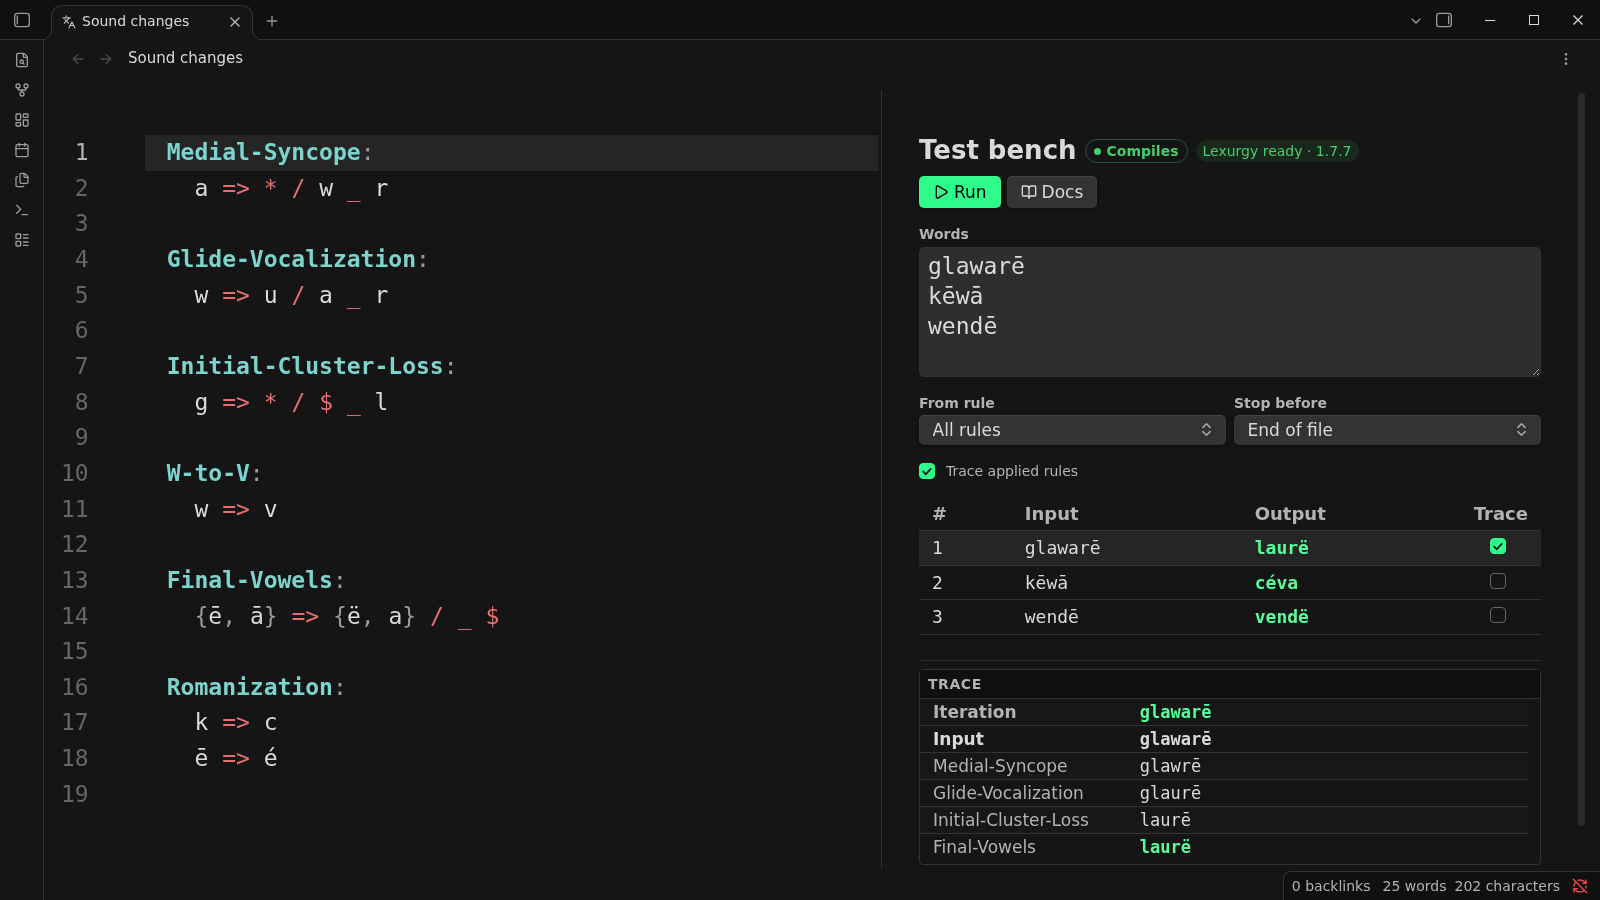 Sound changes
Sound changes
1 Medial-Syncope:
2 a => * / w _ r
3
4 Glide-Vocalization:
5 w => u / a _ r
6
7 Initial-Cluster-Loss:
8 g => * / $ _ l
9
10 W-to-V:
11 w => v
12
13 Final-Vowels:
14 {ē, ā} => {ë, a} / _ $
15
16 Romanization:
17 k => c
18 ē => é
19
Test bench Compiles Lexurgy ready · 1.7.7
Run Docs
Words
glawarē
kēwā
wendē
From rule Stop before
All rules End of file
Trace applied rules
# Input Output Trace
1 glawarē laurë
2 kēwā céva
3 wendē vendë
TRACE
Iteration glawarē
Input glawarē
Medial-Syncope glawrē
Glide-Vocalization glaurē
Initial-Cluster-Loss laurē
Final-Vowels laurë
0 backlinks 25 words 202 characters